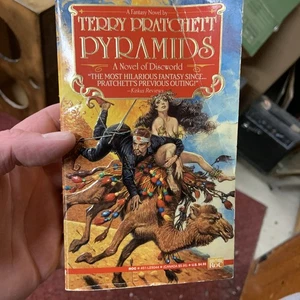 A Fantasy Novel by
TERRY PRATCHETT
PYRAMIDS
A Novel of Discworld
"THE MOST HILARIOUS FANTASY SINCE...
PRATCHETT'S PREVIOUS OUTING!"
—Kirkus Reviews
ROC
ROC